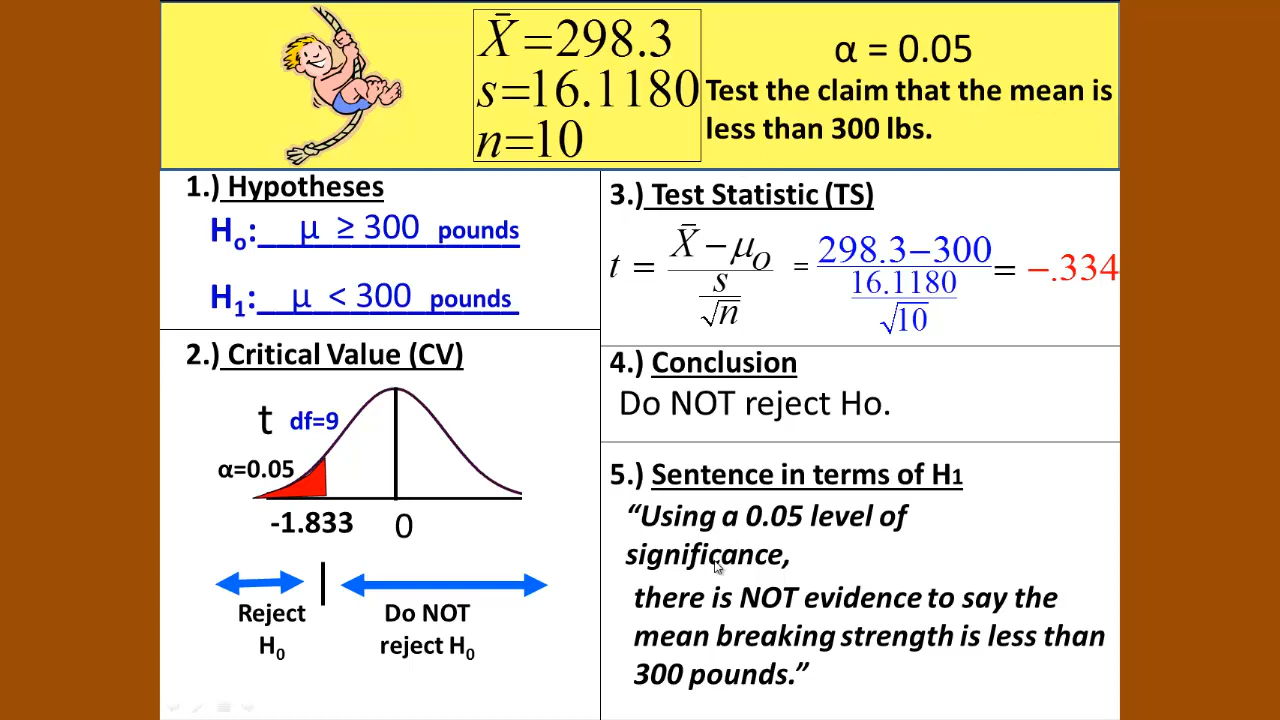 X̄ =298.3
s=16.1180
n=10
α = 0.05
Test the claim that the mean is
less than 300 lbs.
1.) Hypotheses
Ho:__μ ≥ 300 pounds
H1:__μ < 300 pounds
2.) Critical Value (CV)
t df=9
α=0.05
-1.833 0
Reject
H0
Do NOT
reject H0
3.) Test Statistic (TS)
t = (X̄ − μO) / (s / √n) = (298.3−300) / (16.1180 / √10) = −.334
4.) Conclusion
Do NOT reject Ho.
5.) Sentence in terms of H1
“Using a 0.05 level of
significance,
there is NOT evidence to say the
mean breaking strength is less than
300 pounds.”